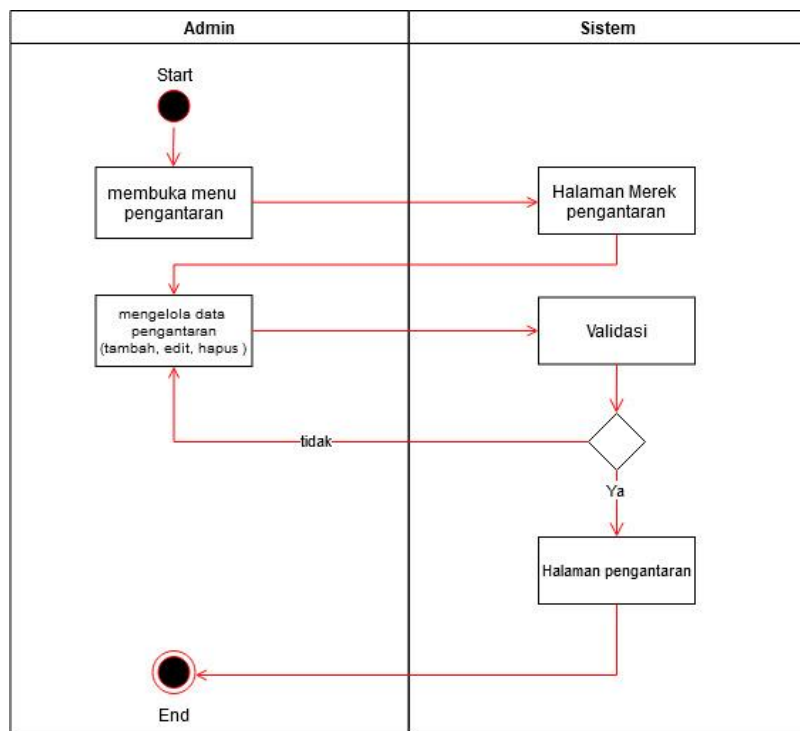 Admin
Sistem
Start
membuka menu
pengantaran
Halaman Merek
pengantaran
mengelola data
pengantaran
(tambah, edit, hapus )
Validasi
tidak
Ya
Halaman pengantaran
End